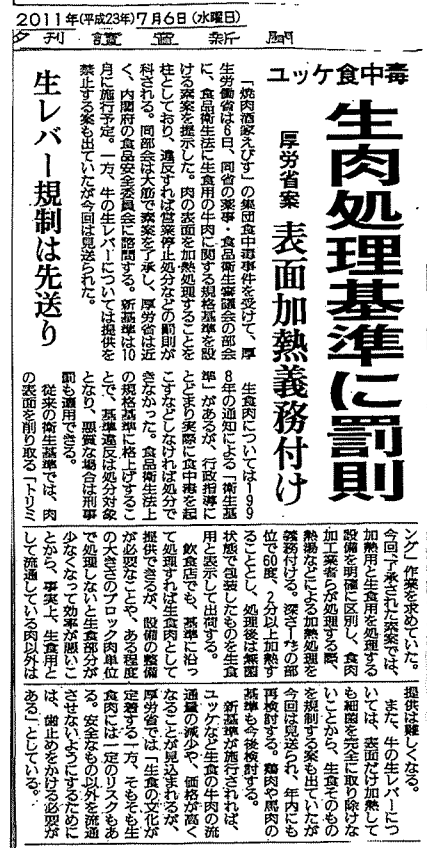 2011年(平成23年)7月6日(水曜日)
夕刊 讀賣新聞
ユッケ食中毒
生肉処理基準に罰則
厚労省案 表面加熱義務付け
生レバー規制は先送り
「焼肉酒家えびす」の集団食中毒事件を受けて、厚
生労働省は6日、同省の薬事・食品衛生審議会の部会
に、食品衛生法に生食用の牛肉に関する規格基準を設
ける素案を提示した。肉の表面を加熱処理することを
柱としており、違反すれば営業停止処分などの罰則が
科される。同部会は大筋で素案を了承し、厚労省は近
く、内閣府の食品安全委員会に諮問する。新基準は10
月に施行予定。一方、牛の生レバーについては提供を
禁止する案も出ていたが今回は見送られた。
生食肉については199
8年の通知による「衛生基
準」があるが、行政指導に
とどまり実際に食中毒を起
こすなどしなければ処分で
きなかった。食品衛生法上
の規格基準に格上げするこ
とで、基準違反は処分対象
となり、悪質な場合は刑事
罰も適用できる。
従来の衛生基準では、肉
の表面を削り取る「トリミ
ング」作業を求めていた。
今回了承された素案では、
加熱用と生食用を処理する
設備を明確に区別し、食肉
加工業者らが処理する際、
熱湯などによる加熱処理を
義務付ける。深さ1㌢の部
位で60度、2分以上加熱す
ることとし、処理後は無菌
状態で包装したものを生食
用と表示して出荷する。
飲食店でも、基準に沿っ
て処理すれば生食肉として
提供できるが、設備の整備
が必要なことや、ある程度
の大きさのブロック肉単位
で処理しないと生食部分が
少なくなって効率が悪いこ
とから、事実上、生食用と
して流通している肉以外は
提供は難しくなる。
また、牛の生レバーにつ
いては、表面だけ加熱して
も細菌を完全に取り除けな
いことから、生食そのもの
を規制する案も出ていたが
今回は見送られ、年内にも
再検討する。鶏肉や馬肉の
基準も今後検討する。
新基準が施行されれば、
ユッケなど生食の牛肉の流
通量の減少や、価格が高く
なることが見込まれるが、
厚労省では「生食の文化が
定着する一方、そもそも生
食肉には一定のリスクもあ
る。安全なもの以外を流通
させないようにするために
は、歯止めをかける必要が
ある」としている。